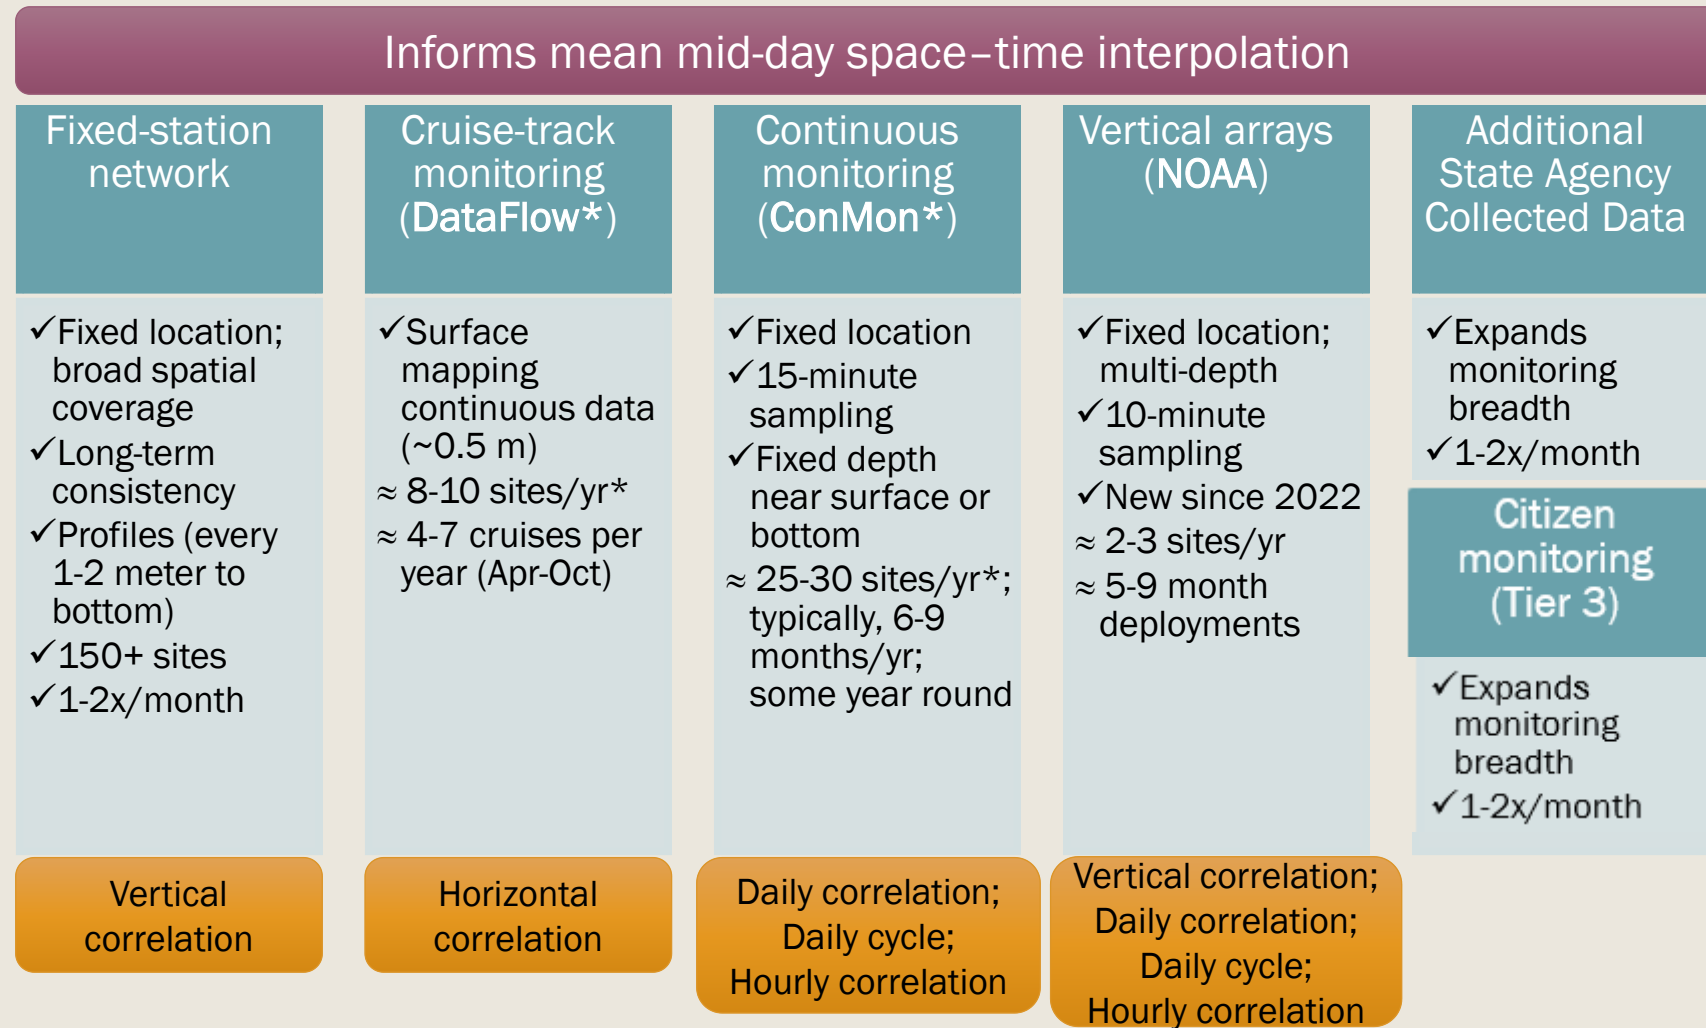 Informs mean mid-day space–time interpolation
Fixed-station
network
✓Fixed location;
broad spatial
coverage
✓Long-term
consistency
✓Profiles (every
1-2 meter to
bottom)
✓150+ sites
✓1-2x/month
Vertical
correlation
Cruise-track
monitoring
(DataFlow*)
✓Surface
mapping
continuous data
(~0.5 m)
≈ 8-10 sites/yr*
≈ 4-7 cruises per
year (Apr-Oct)
Horizontal
correlation
Continuous
monitoring
(ConMon*)
✓Fixed location
✓15-minute
sampling
✓Fixed depth
near surface or
bottom
≈ 25-30 sites/yr*;
typically, 6-9
months/yr;
some year round
Daily correlation;
Daily cycle;
Hourly correlation
Vertical arrays
(NOAA)
✓Fixed location;
multi-depth
✓10-minute
sampling
✓New since 2022
≈ 2-3 sites/yr
≈ 5-9 month
deployments
Vertical correlation;
Daily correlation;
Daily cycle;
Hourly correlation
Additional
State Agency
Collected Data
✓Expands
monitoring
breadth
✓1-2x/month
Citizen
monitoring
(Tier 3)
✓Expands
monitoring
breadth
✓1-2x/month